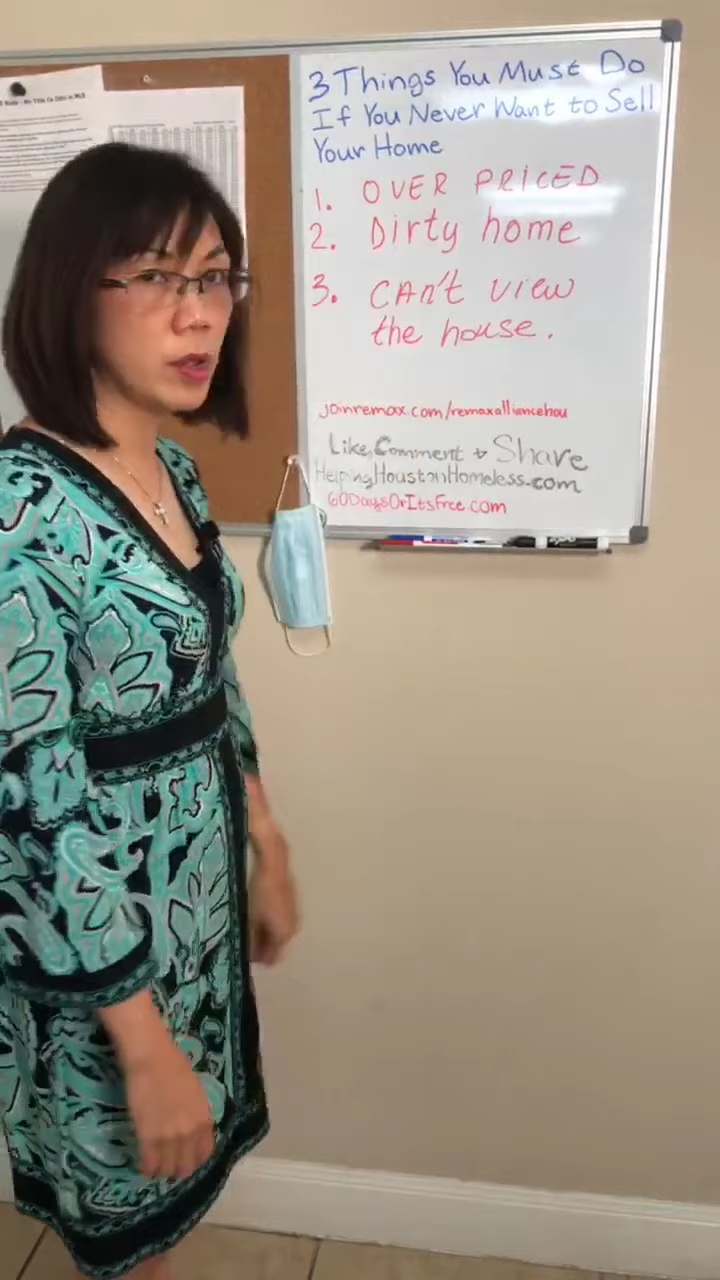 3 Things You Must Do
If You Never Want to Sell
Your Home
1. OVER PRICED
2. Dirty home
3. CAn't view
the house.
joinremax.com/remaxalliancehou
Like, Comment & Share
HelpingHoustonHomeless.com
60DaysOrItsFree.com